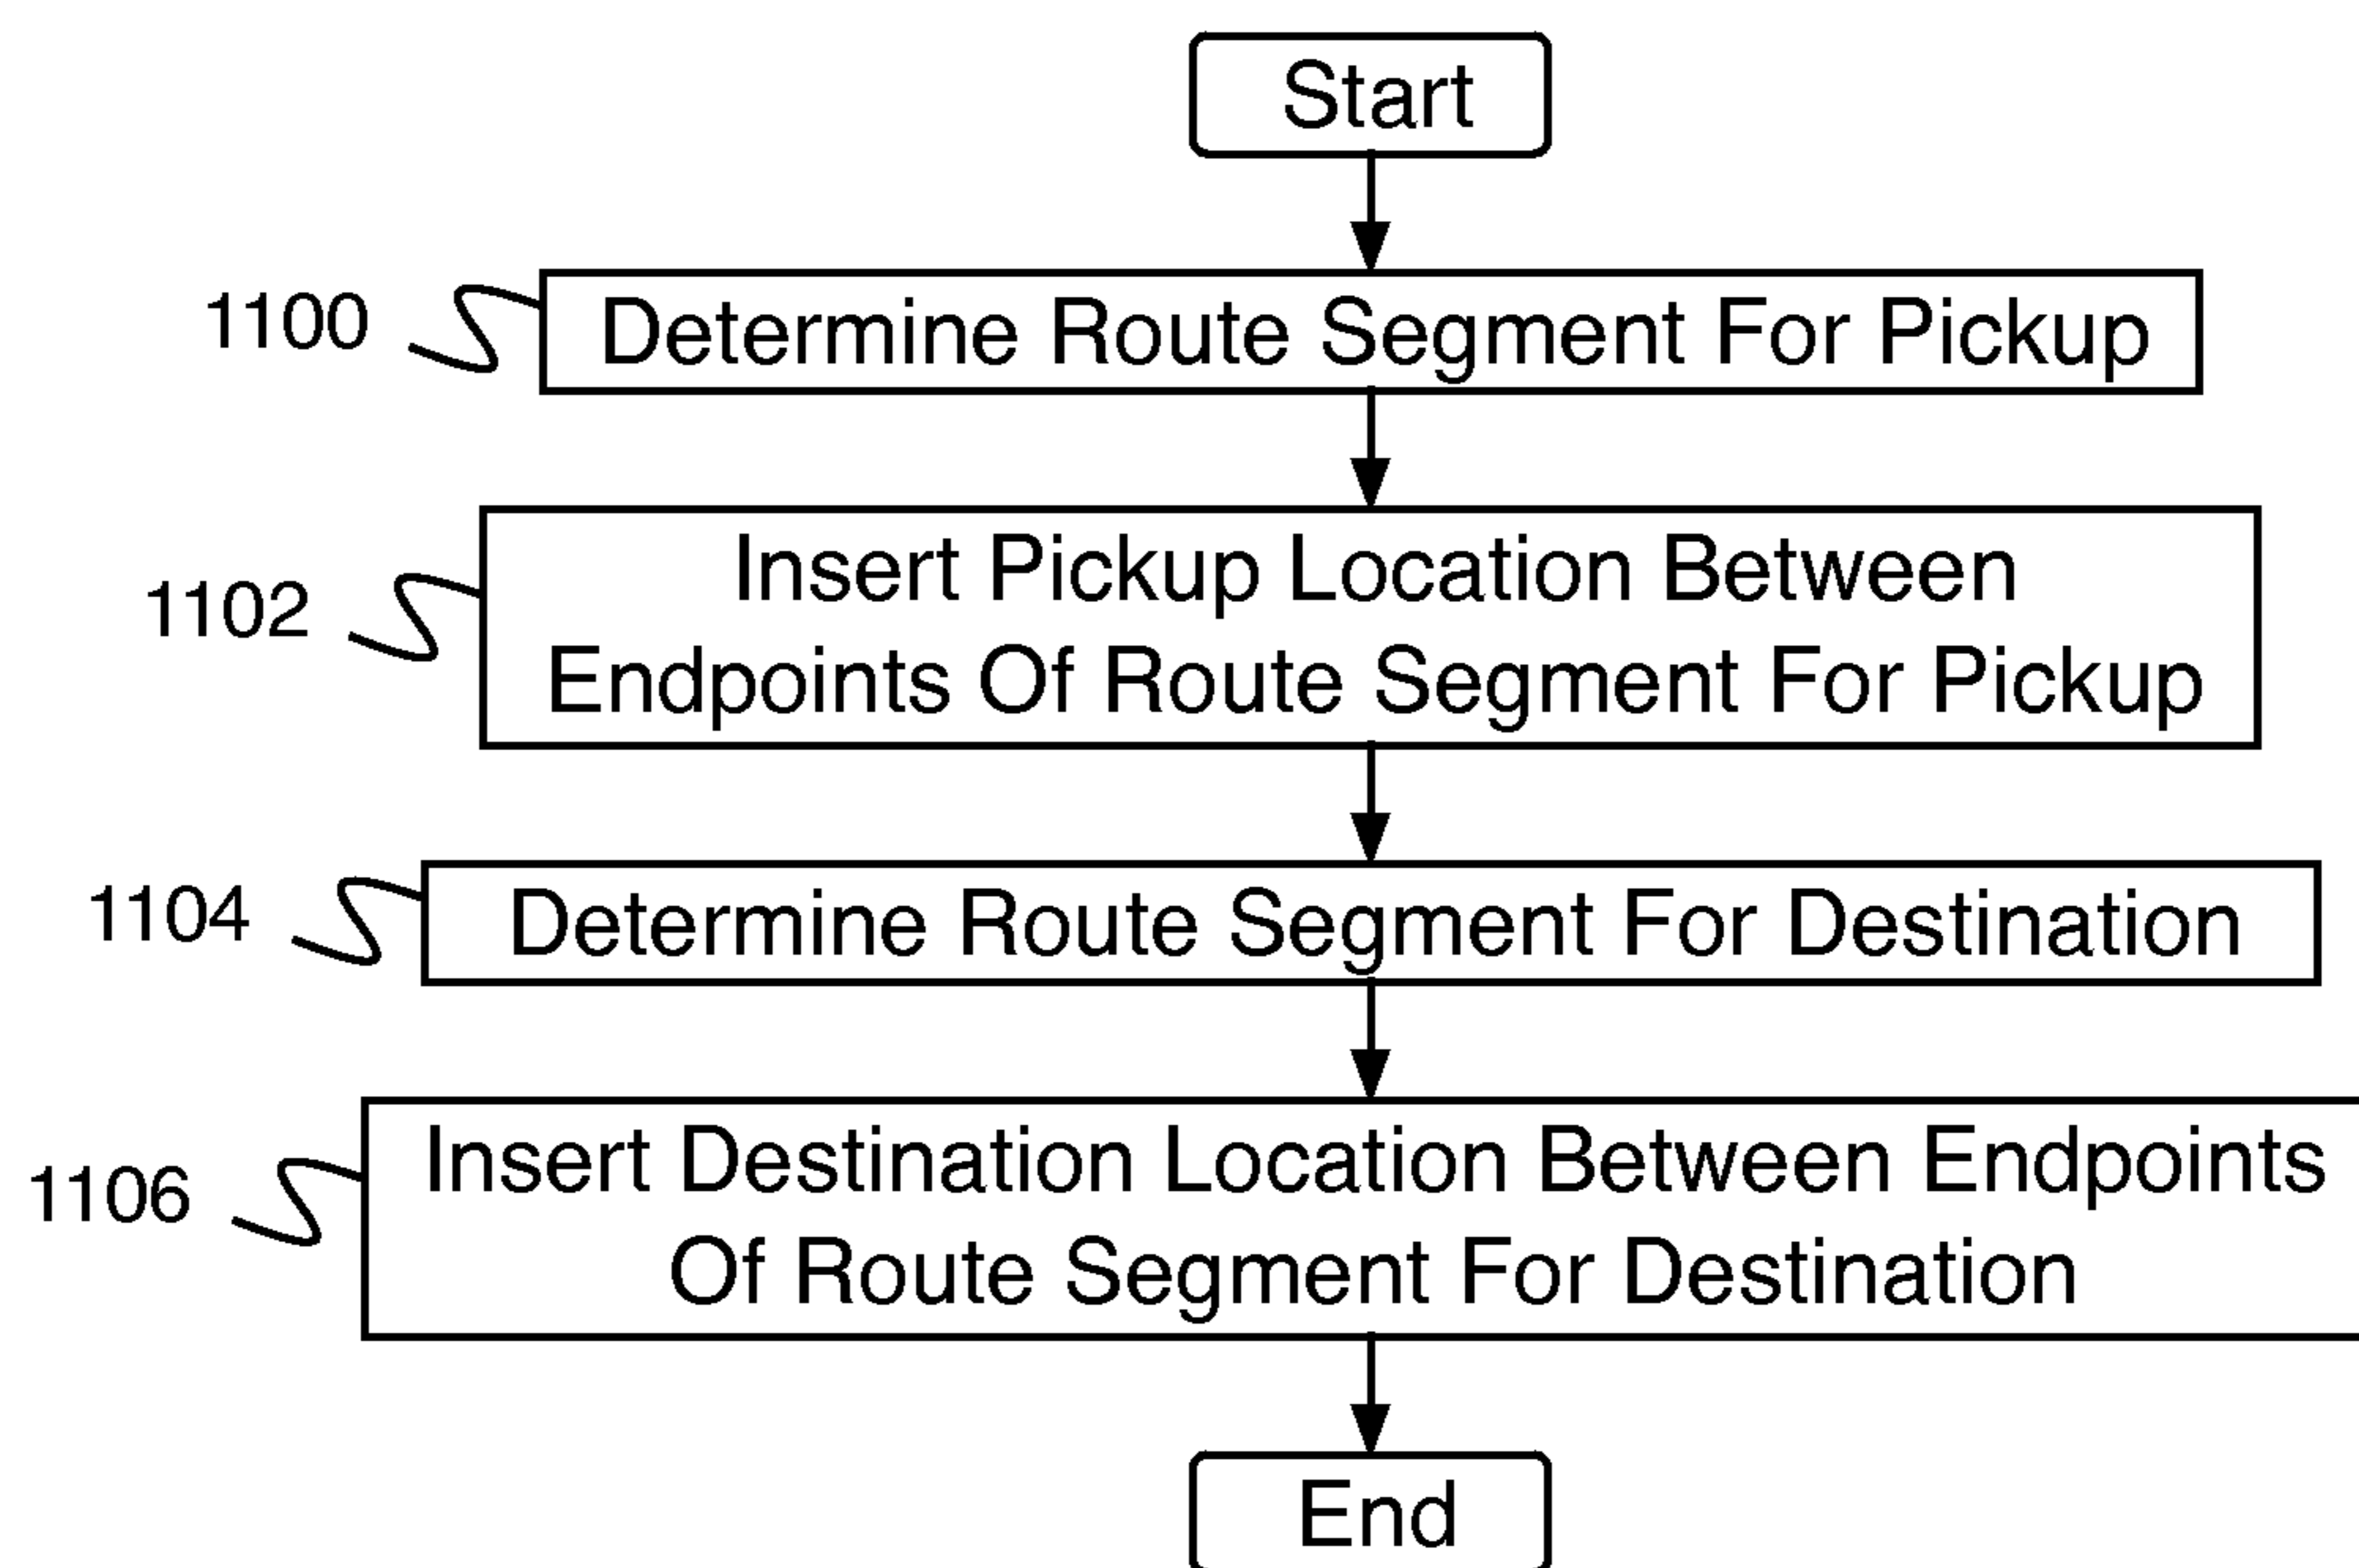 Start
1100
Determine Route Segment For Pickup
1102
Insert Pickup Location Between
Endpoints Of Route Segment For Pickup
1104
Determine Route Segment For Destination
1106
Insert Destination Location Between Endpoints
Of Route Segment For Destination
End